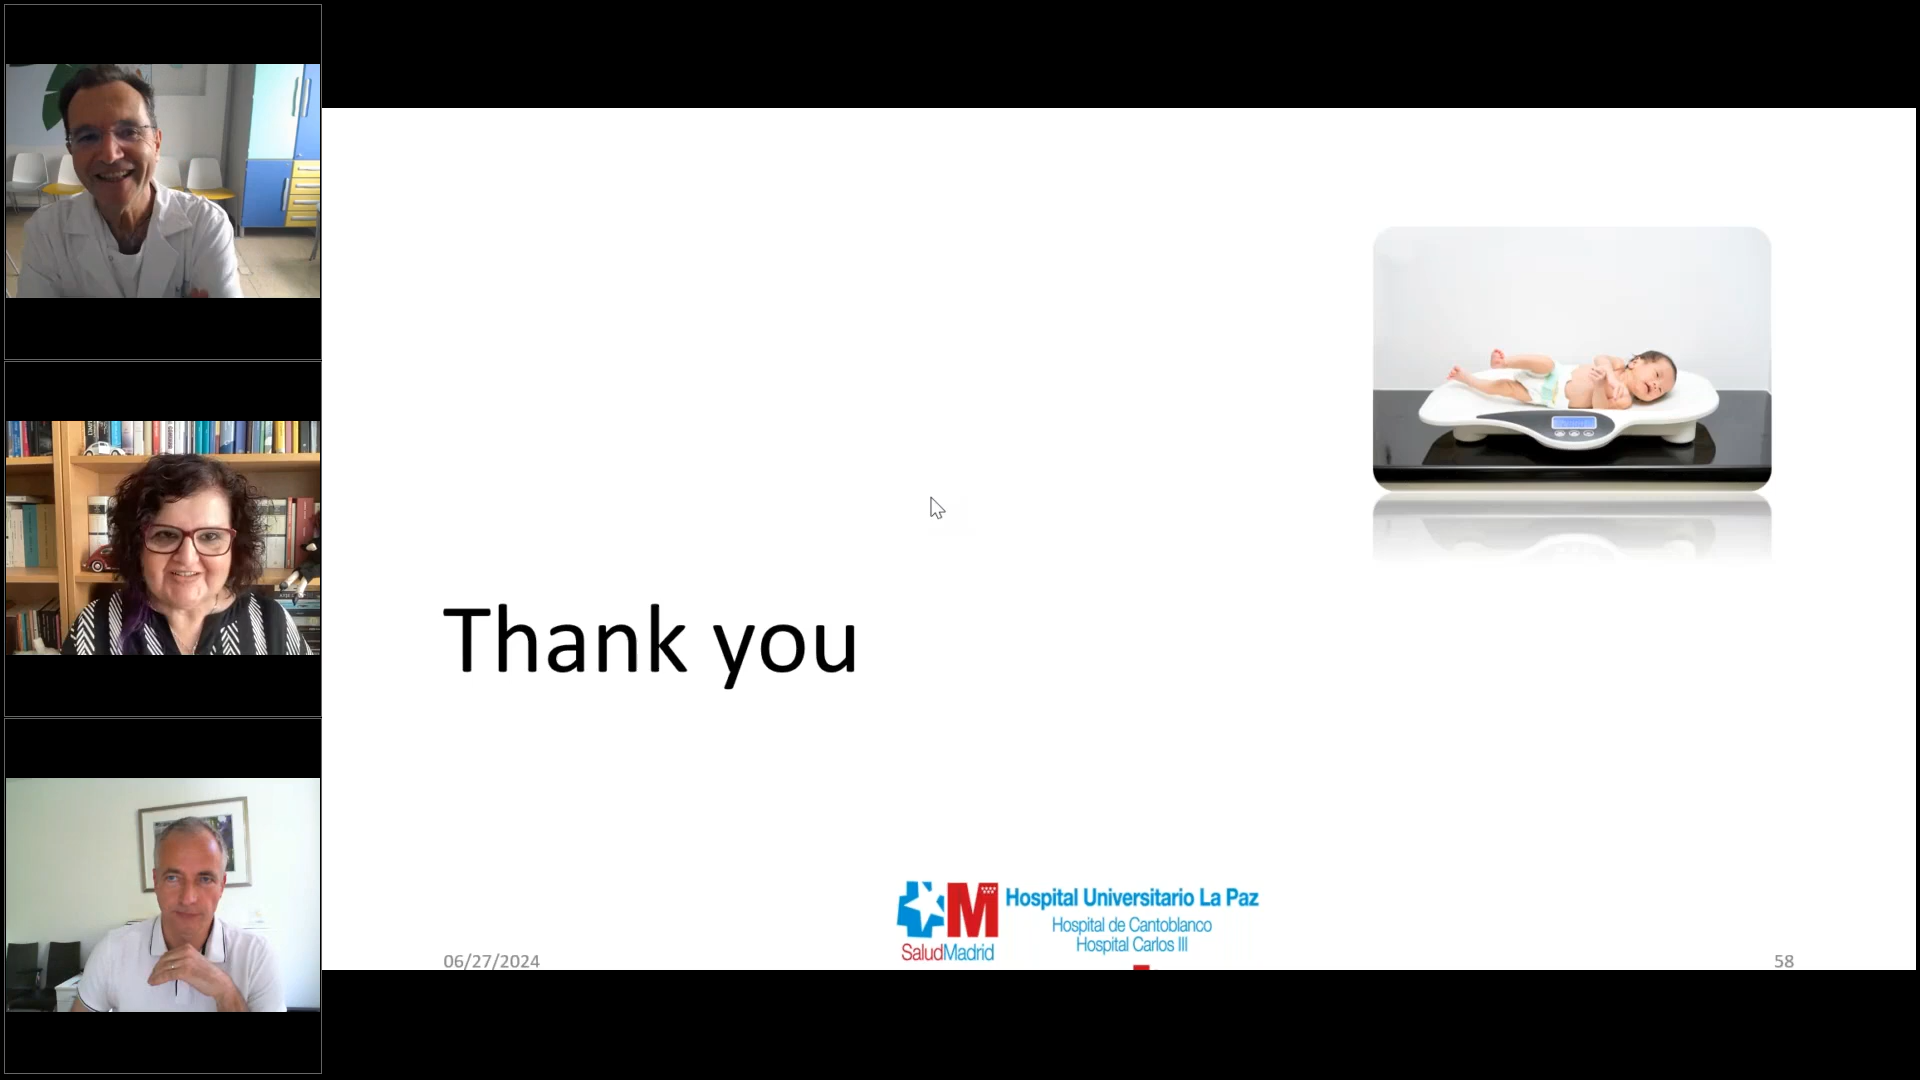 Thank you
Hospital Universitario La Paz
Hospital de Cantoblanco
Hospital Carlos III
SaludMadrid
06/27/2024
58